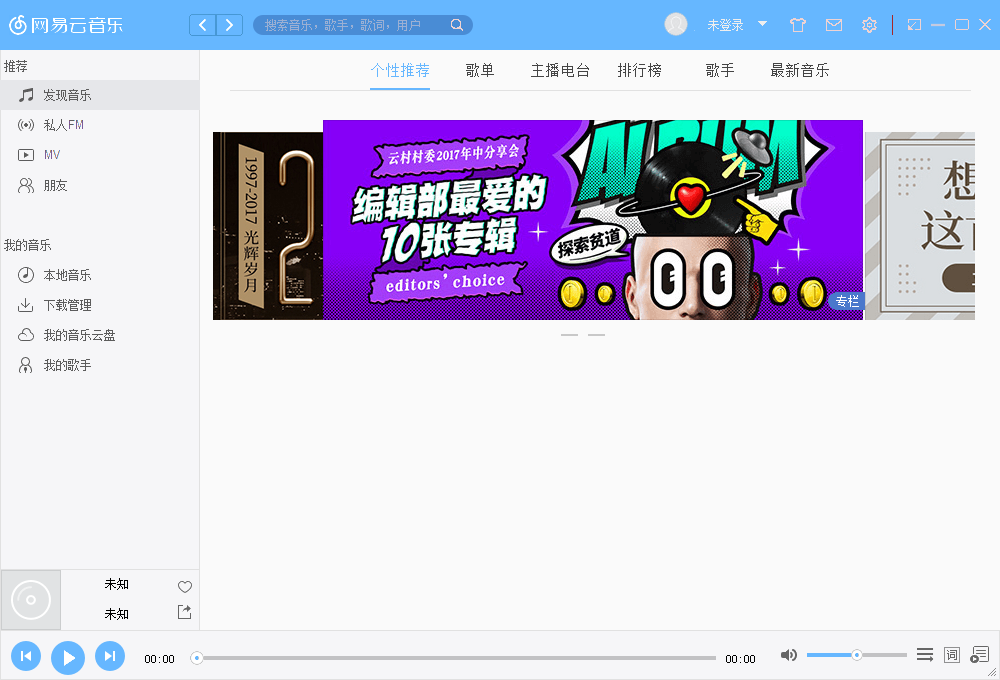 网易云音乐
搜索音乐，歌手，歌词，用户
未登录
推荐
发现音乐
私人FM
MV
朋友
我的音乐
本地音乐
下载管理
我的音乐云盘
我的歌手
个性推荐 歌单 主播电台 排行榜 歌手 最新音乐
1997-2017 光辉岁月
云村村委2017年中分享会
编辑部最爱的
10张专辑
editors' choice
ALBUM
探索贫道
专栏
想
这
未知
未知
00:00
00:00
词